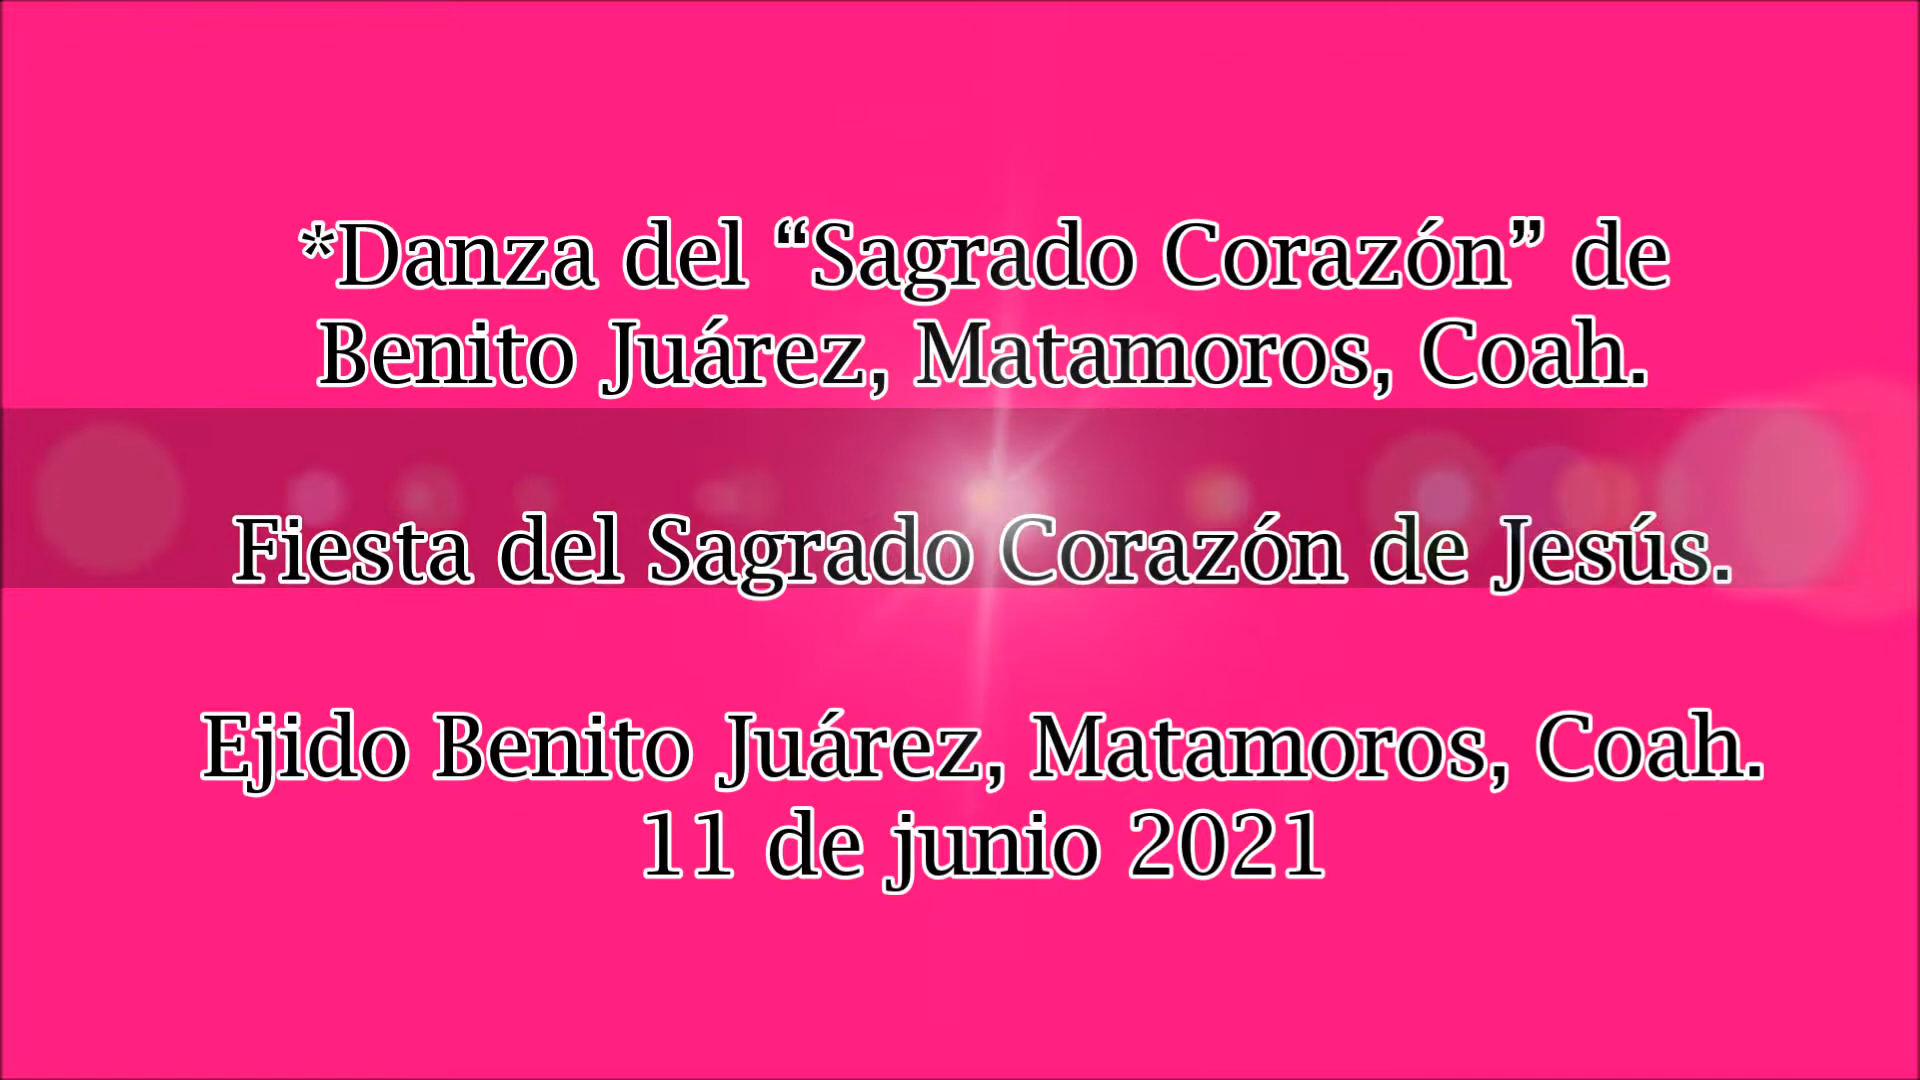 *Danza del “Sagrado Corazón” de
Benito Juárez, Matamoros, Coah.
Fiesta del Sagrado Corazón de Jesús.
Ejido Benito Juárez, Matamoros, Coah.
11 de junio 2021